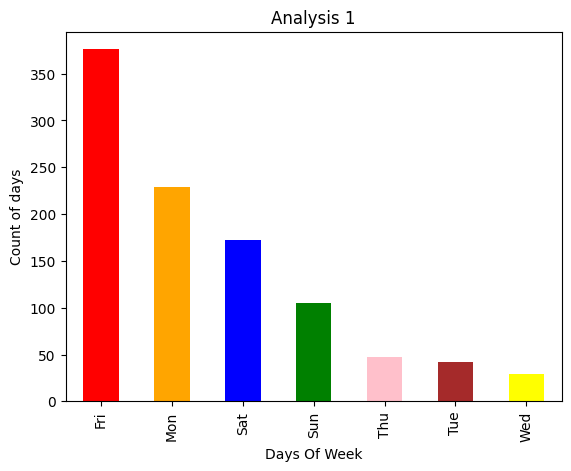 Analysis 1
Count of days
350
300
250
200
150
100
50
0
Fri
Mon
Sat
Sun
Thu
Tue
Wed
Days Of Week